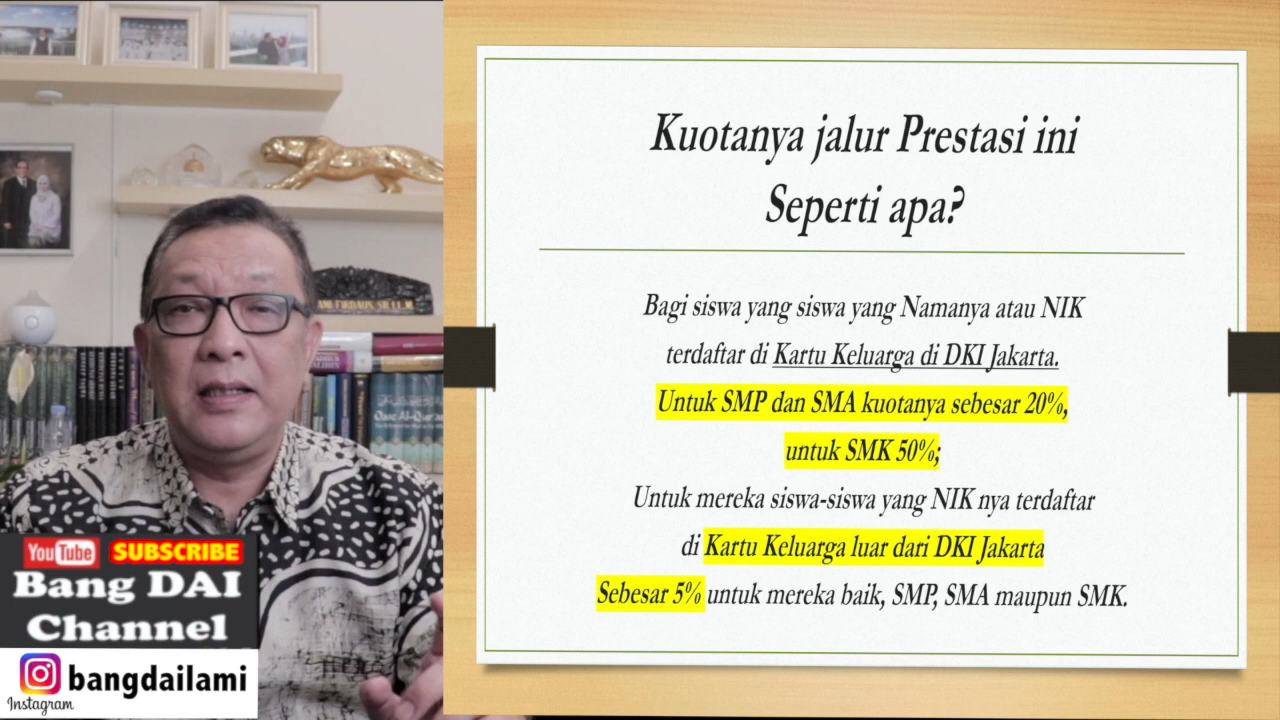 Kuotanya jalur Prestasi ini
Seperti apa?
Bagi siswa yang siswa yang Namanya atau NIK
terdaftar di Kartu Keluarga di DKI Jakarta.
Untuk SMP dan SMA kuotanya sebesar 20%,
untuk SMK 50%;
Untuk mereka siswa-siswa yang NIK nya terdaftar
di Kartu Keluarga luar dari DKI Jakarta
Sebesar 5% untuk mereka baik, SMP, SMA maupun SMK.
YouTube SUBSCRIBE
Bang DAI
Channel
bangdailami
Instagram